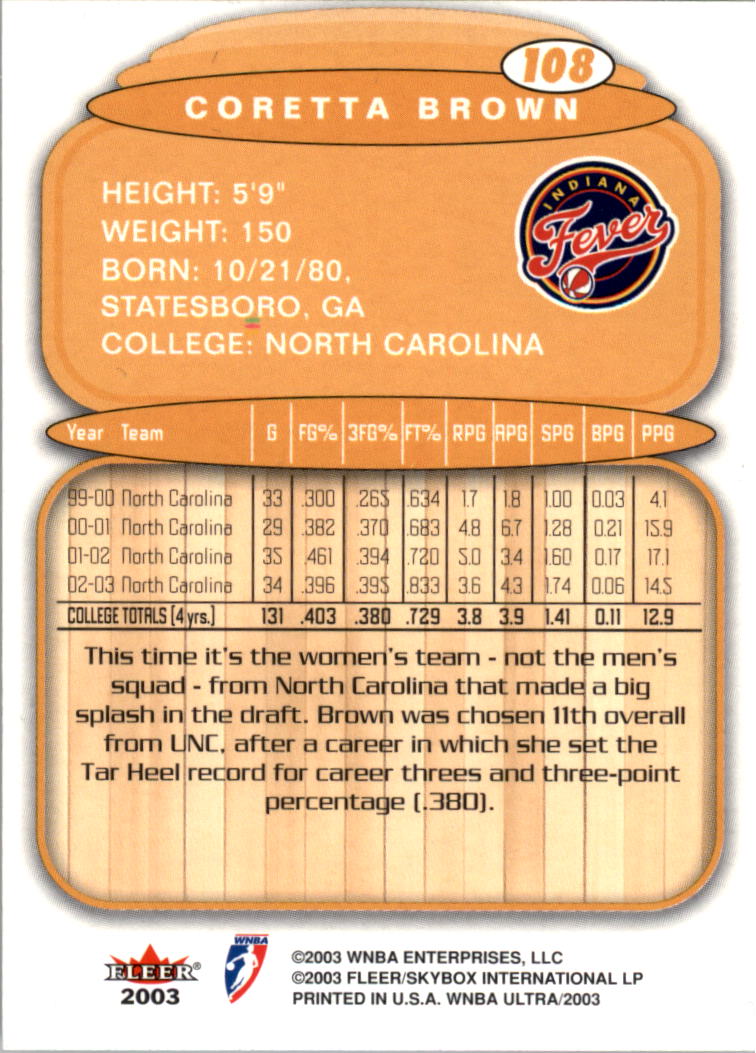 108
CORETTA BROWN
HEIGHT: 5'9"
WEIGHT: 150
BORN: 10/21/80,
STATESBORO, GA
COLLEGE: NORTH CAROLINA
INDIANA
Fever
Year Team G FG% 3FG% FT% RPG APG SPG BPG PPG
99-00 North Carolina 33 .300 .265 .634 1.7 1.8 1.00 0.03 4.1
00-01 North Carolina 29 .382 .370 .683 4.8 6.7 1.28 0.21 15.9
01-02 North Carolina 35 .461 .394 .720 5.0 3.4 1.60 0.17 17.1
02-03 North Carolina 34 .396 .395 .833 3.6 4.3 1.74 0.06 14.5
COLLEGE TOTALS (4 yrs.) 131 .403 .380 .729 3.8 3.9 1.41 0.11 12.9
This time it's the women's team - not the men's
squad - from North Carolina that made a big
splash in the draft. Brown was chosen 11th overall
from UNC, after a career in which she set the
Tar Heel record for career threes and three-point
percentage (.380).
FLEER®
2003
WNBA
©2003 WNBA ENTERPRISES, LLC
©2003 FLEER/SKYBOX INTERNATIONAL LP
PRINTED IN U.S.A. WNBA ULTRA/2003